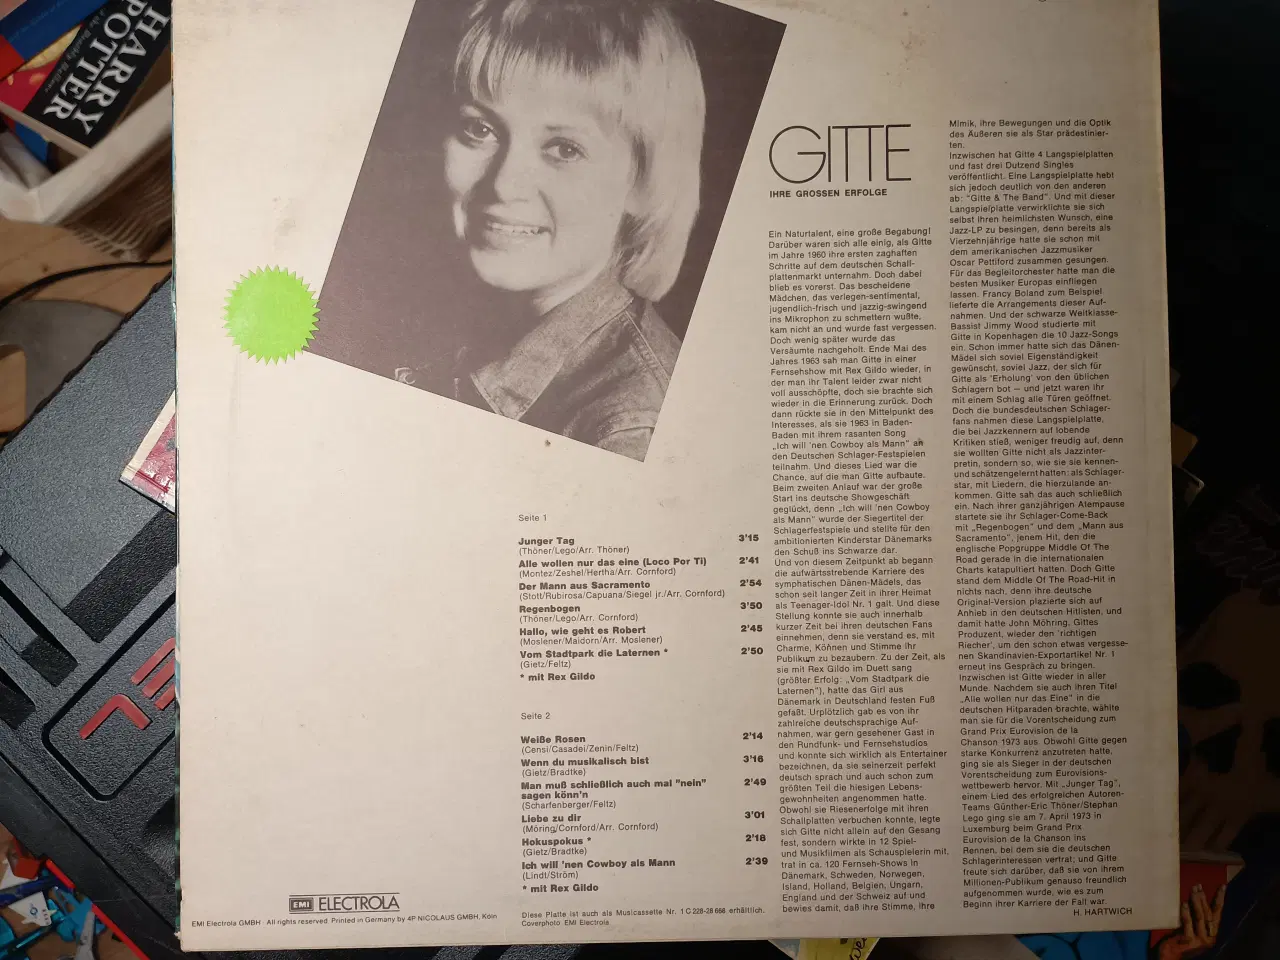 HARRY
POTTER
GITTE
IHRE GROSSEN ERFOLGE
Ein Naturtalent, eine große Begabung!
Darüber waren sich alle einig, als Gitte
im Jahre 1960 ihre ersten zaghaften
Schritte auf dem deutschen Schall-
plattenmarkt unternahm. Doch dabei
blieb es vorerst. Das bescheidene
Mädchen, das verlegen-sentimental,
jugendlich-frisch und jazzig-swingend
ins Mikrophon zu schmettern wußte,
kam nicht an und wurde fast vergessen.
Doch wenig später wurde das
Versäumte nachgeholt. Ende Mai des
Jahres 1963 sah man Gitte in einer
Fernsehshow mit Rex Gildo wieder, in
der man ihr Talent leider zwar nicht
voll ausschöpfte, doch sie brachte sich
wieder in die Erinnerung zurück. Doch
dann rückte sie in den Mittelpunkt des
Interesses, als sie 1963 in Baden-
Baden mit ihrem rasanten Song
„Ich will 'nen Cowboy als Mann" an
den Deutschen Schlager-Festspielen
teilnahm. Und dieses Lied war die
Chance, auf die man Gitte aufbaute.
Beim zweiten Anlauf war der große
Start ins deutsche Showgeschäft
geglückt, denn „Ich will 'nen Cowboy
als Mann" wurde der Siegertitel der
Schlagerfestspiele und stellte für den
ambitionierten Kinderstar Dänemarks
den Schuß ins Schwarze dar.
Und von diesem Zeitpunkt ab begann
die aufwärtsstrebende Karriere des
symphatischen Dänen-Mädels, das
schon seit langer Zeit in ihrer Heimat
als Teenager-Idol Nr. 1 galt. Und diese
Stellung konnte sie auch innerhalb
kurzer Zeit bei ihren deutschen Fans
einnehmen, denn sie verstand es, mit
Charme, Können und Stimme ihr
Publikum zu bezaubern. Zu der Zeit, als
sie mit Rex Gildo im Duett sang
(größter Erfolg: „Vom Stadtpark die
Laternen"), hatte das Girl aus
Dänemark in Deutschland festen Fuß
gefaßt. Urplötzlich gab es von ihr
zahlreiche deutschsprachige Auf-
nahmen, war gern gesehener Gast in
den Rundfunk- und Fernsehstudios
und konnte sich wirklich als Entertainer
bezeichnen, da sie seinerzeit perfekt
deutsch sprach und auch schon zum
größten Teil die hiesigen Lebens-
gewohnheiten angenommen hatte.
Obwohl sie Riesenerfolge mit ihren
Schallplatten verbuchen konnte, legte
sich Gitte nicht allein auf den Gesang
fest, sondern wirkte in 12 Spiel-
und Musikfilmen als Schauspielerin mit,
trat in ca. 120 Fernseh-Shows in
Dänemark, Schweden, Norwegen,
Island, Holland, Belgien, Ungarn,
England und der Schweiz auf und
bewies damit, daß ihre Stimme, ihre
Mimik, ihre Bewegungen und die Optik
des Äußeren sie als Star prädestinier-
ten.
Inzwischen hat Gitte 4 Langspielplatten
und fast drei Dutzend Singles
veröffentlicht. Eine Langspielplatte hebt
sich jedoch deutlich von den anderen
ab: "Gitte & The Band". Und mit dieser
Langspielplatte verwirklichte sie sich
selbst ihren heimlichsten Wunsch, eine
Jazz-LP zu besingen, denn bereits als
Vierzehnjährige hatte sie schon mit
dem amerikanischen Jazzmusiker
Oscar Pettiford zusammen gesungen.
Für das Begleitorchester hatte man die
besten Musiker Europas einfliegen
lassen. Francy Boland zum Beispiel
lieferte die Arrangements dieser Auf-
nahmen. Und der schwarze Weltklasse-
Bassist Jimmy Wood studierte mit
Gitte in Kopenhagen die 10 Jazz-Songs
ein. Schon immer hatte sich das Dänen-
Mädel sich soviel Eigenständigkeit
gewünscht, soviel Jazz, der sich für
Gitte als 'Erholung' von den üblichen
Schlagern bot — und jetzt waren ihr
mit einem Schlag alle Türen geöffnet.
Doch die bundesdeutschen Schlager-
fans nahmen diese Langspielplatte,
die bei Jazzkennern auf lobende
Kritiken stieß, weniger freudig auf, denn
sie wollten Gitte nicht als Jazzinter-
pretin, sondern so, wie sie sie kennen-
und schätzengelernt hatten: als Schlager-
star, mit Liedern, die hierzulande an-
kommen. Gitte sah das auch schließlich
ein. Nach ihrer ganzjährigen Atempause
startete sie ihr Schlager-Come-Back
mit „Regenbogen" und dem „Mann aus
Sacramento", jenem Hit, den die
englische Popgruppe Middle Of The
Road gerade in die internationalen
Charts katapultiert hatten. Doch Gitte
stand dem Middle Of The Road-Hit in
nichts nach, denn ihre deutsche
Original-Version plazierte sich auf
Anhieb in den deutschen Hitlisten, und
damit hatte John Möhring, Gittes
Produzent, wieder den 'richtigen
Riecher', um den schon etwas vergesse-
nen Skandinavien-Exportartikel Nr. 1
erneut ins Gespräch zu bringen.
Inzwischen ist Gitte wieder in aller
Munde. Nachdem sie auch ihren Titel
„Alle wollen nur das Eine" in die
deutschen Hitparaden brachte, wählte
man sie für die Vorentscheidung zum
Grand Prix Eurovision de la
Chanson 1973 aus. Obwohl Gitte gegen
starke Konkurrenz anzutreten hatte,
ging sie als Sieger in der deutschen
Vorentscheidung zum Eurovisions-
wettbewerb hervor. Mit „Junger Tag",
einem Lied des erfolgreichen Autoren-
Teams Günther-Eric Thöner/Stephan
Lego ging sie am 7. April 1973 in
Luxemburg beim Grand Prix
Eurovision de la Chanson ins
Rennen, bei dem sie die deutschen
Schlagerinteressen vertrat; und Gitte
freute sich darüber, daß sie von ihrem
Millionen-Publikum genauso freundlich
aufgenommen wurde, wie es zum
Beginn ihrer Karriere der Fall war.
H. HARTWICH
Seite 1
Junger Tag 3'15
(Thöner/Lego/Arr. Thöner)
Alle wollen nur das eine (Loco Por Ti) 2'41
(Montez/Zeshel/Hertha/Arr. Cornford)
Der Mann aus Sacramento 2'54
(Stott/Rubirosa/Capuana/Siegel jr./Arr. Cornford)
Regenbogen 3'50
(Thöner/Lego/Arr. Cornford)
Hallo, wie geht es Robert 2'45
(Moslener/Maidorn/Arr. Moslener)
Vom Stadtpark die Laternen * 2'50
(Gietz/Feltz)
* mit Rex Gildo
Seite 2
Weiße Rosen 2'14
(Censi/Casadei/Zenin/Feltz)
Wenn du musikalisch bist 3'16
(Gietz/Bradtke)
Man muß schließlich auch mal "nein" 2'49
sagen könn'n
(Scharfenberger/Feltz)
Liebe zu dir 3'01
(Möring/Cornford/Arr. Cornford)
Hokuspokus * 2'18
(Gietz/Bradtke)
Ich will 'nen Cowboy als Mann 2'39
(Lindt/Ström)
* mit Rex Gildo
EMI ELECTROLA
EMI Electrola GMBH · All rights reserved. Printed in Germany by 4P NICOLAUS GMBH, Köln
Diese Platte ist auch als Musicassette Nr. 1 C 228-28 668 erhältlich.
Coverphoto: EMI Electrola